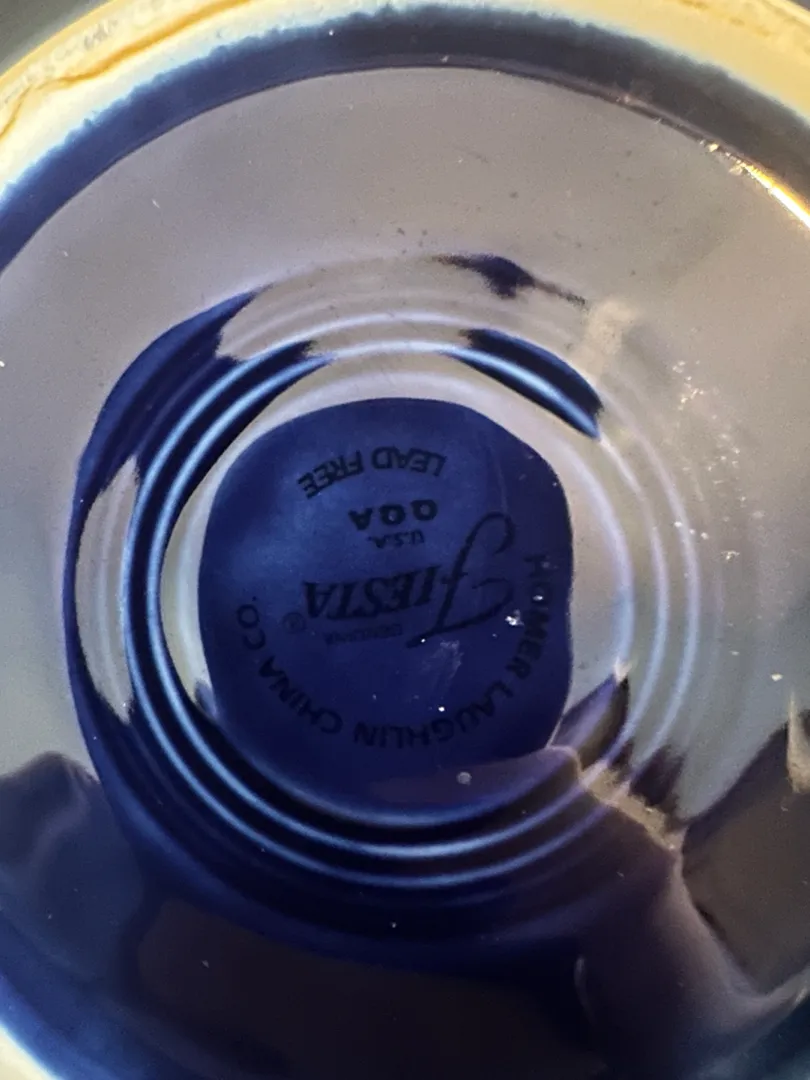 HOMER LAUGHLIN CHINA CO.
GENUINE
FIESTA®
U.S.A.
QQA
LEAD FREE